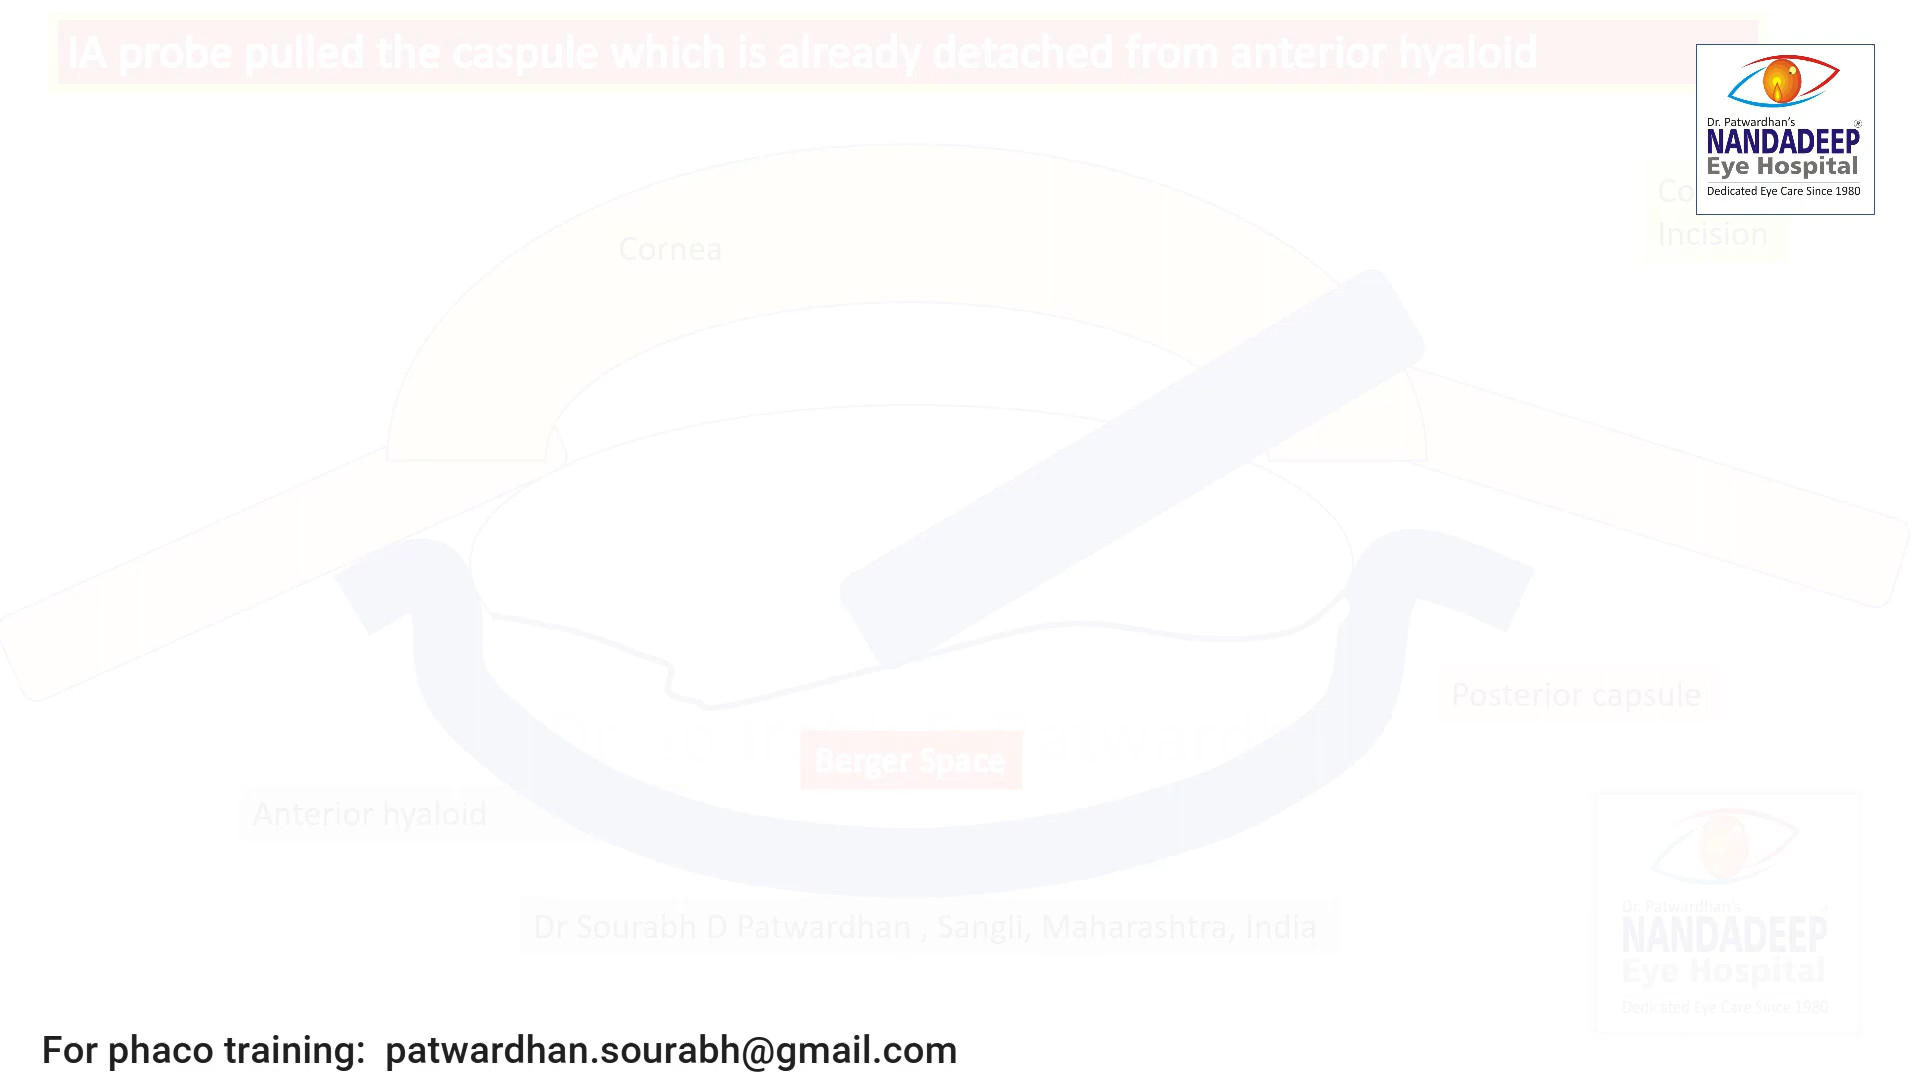 IA probe pulled the caspule which is already detached from anterior hyaloid
Dr. Patwardhan's
NANDADEEP
Eye Hospital
Dedicated Eye Care Since 1980
Incision
Cornea
Posterior capsule
Berger Space
Anterior hyaloid
Dr Sourabh D Patwardhan , Sangli, Maharashtra, India
Dr. Patwardhan's
NANDADEEP
Eye Hospital
Dedicated Eye Care Since 1980
For phaco training: patwardhan.sourabh@gmail.com